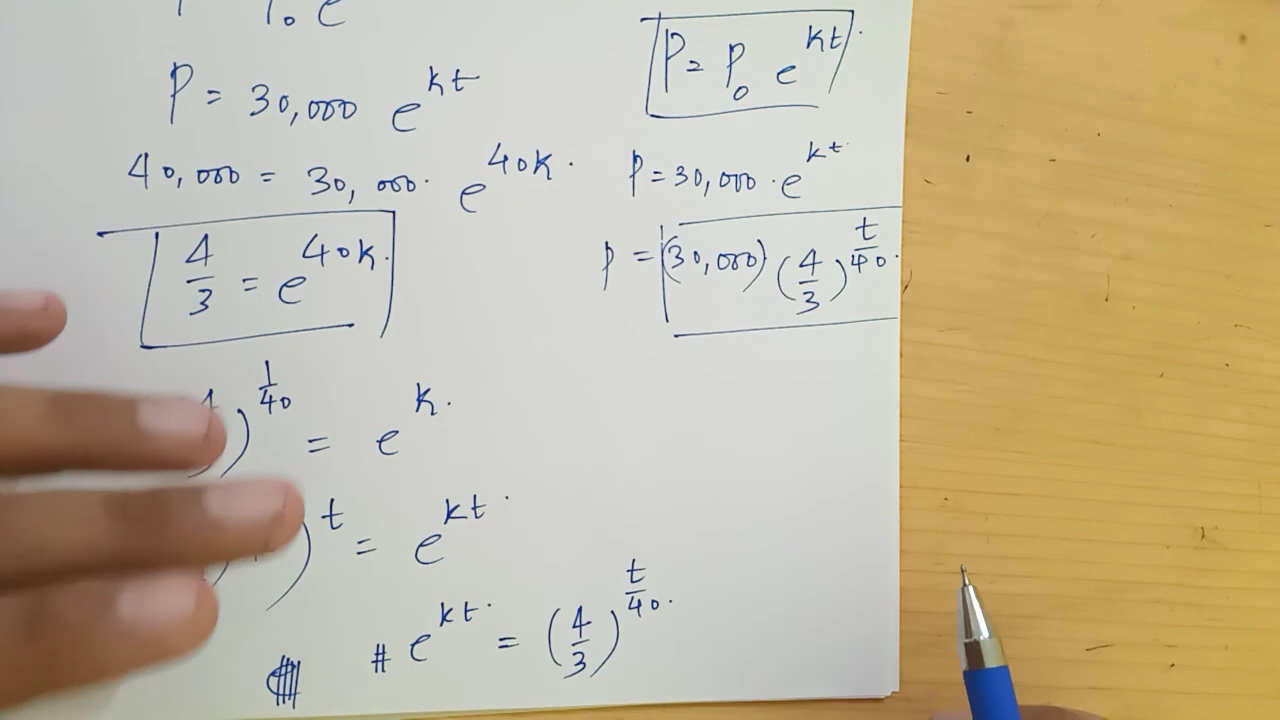 P₀ e
P = 30,000 e^{kt}
40,000 = 30,000. e^{40k}.
4/3 = e^{40k}.
)^{1/40} = e^{k}.
)^{t} = e^{kt}.
# e^{kt}. = (4/3)^{t/40}.
P = P₀ e^{kt}.
P = 30,000 . e^{kt}.
P = (30,000) (4/3)^{t/40}.